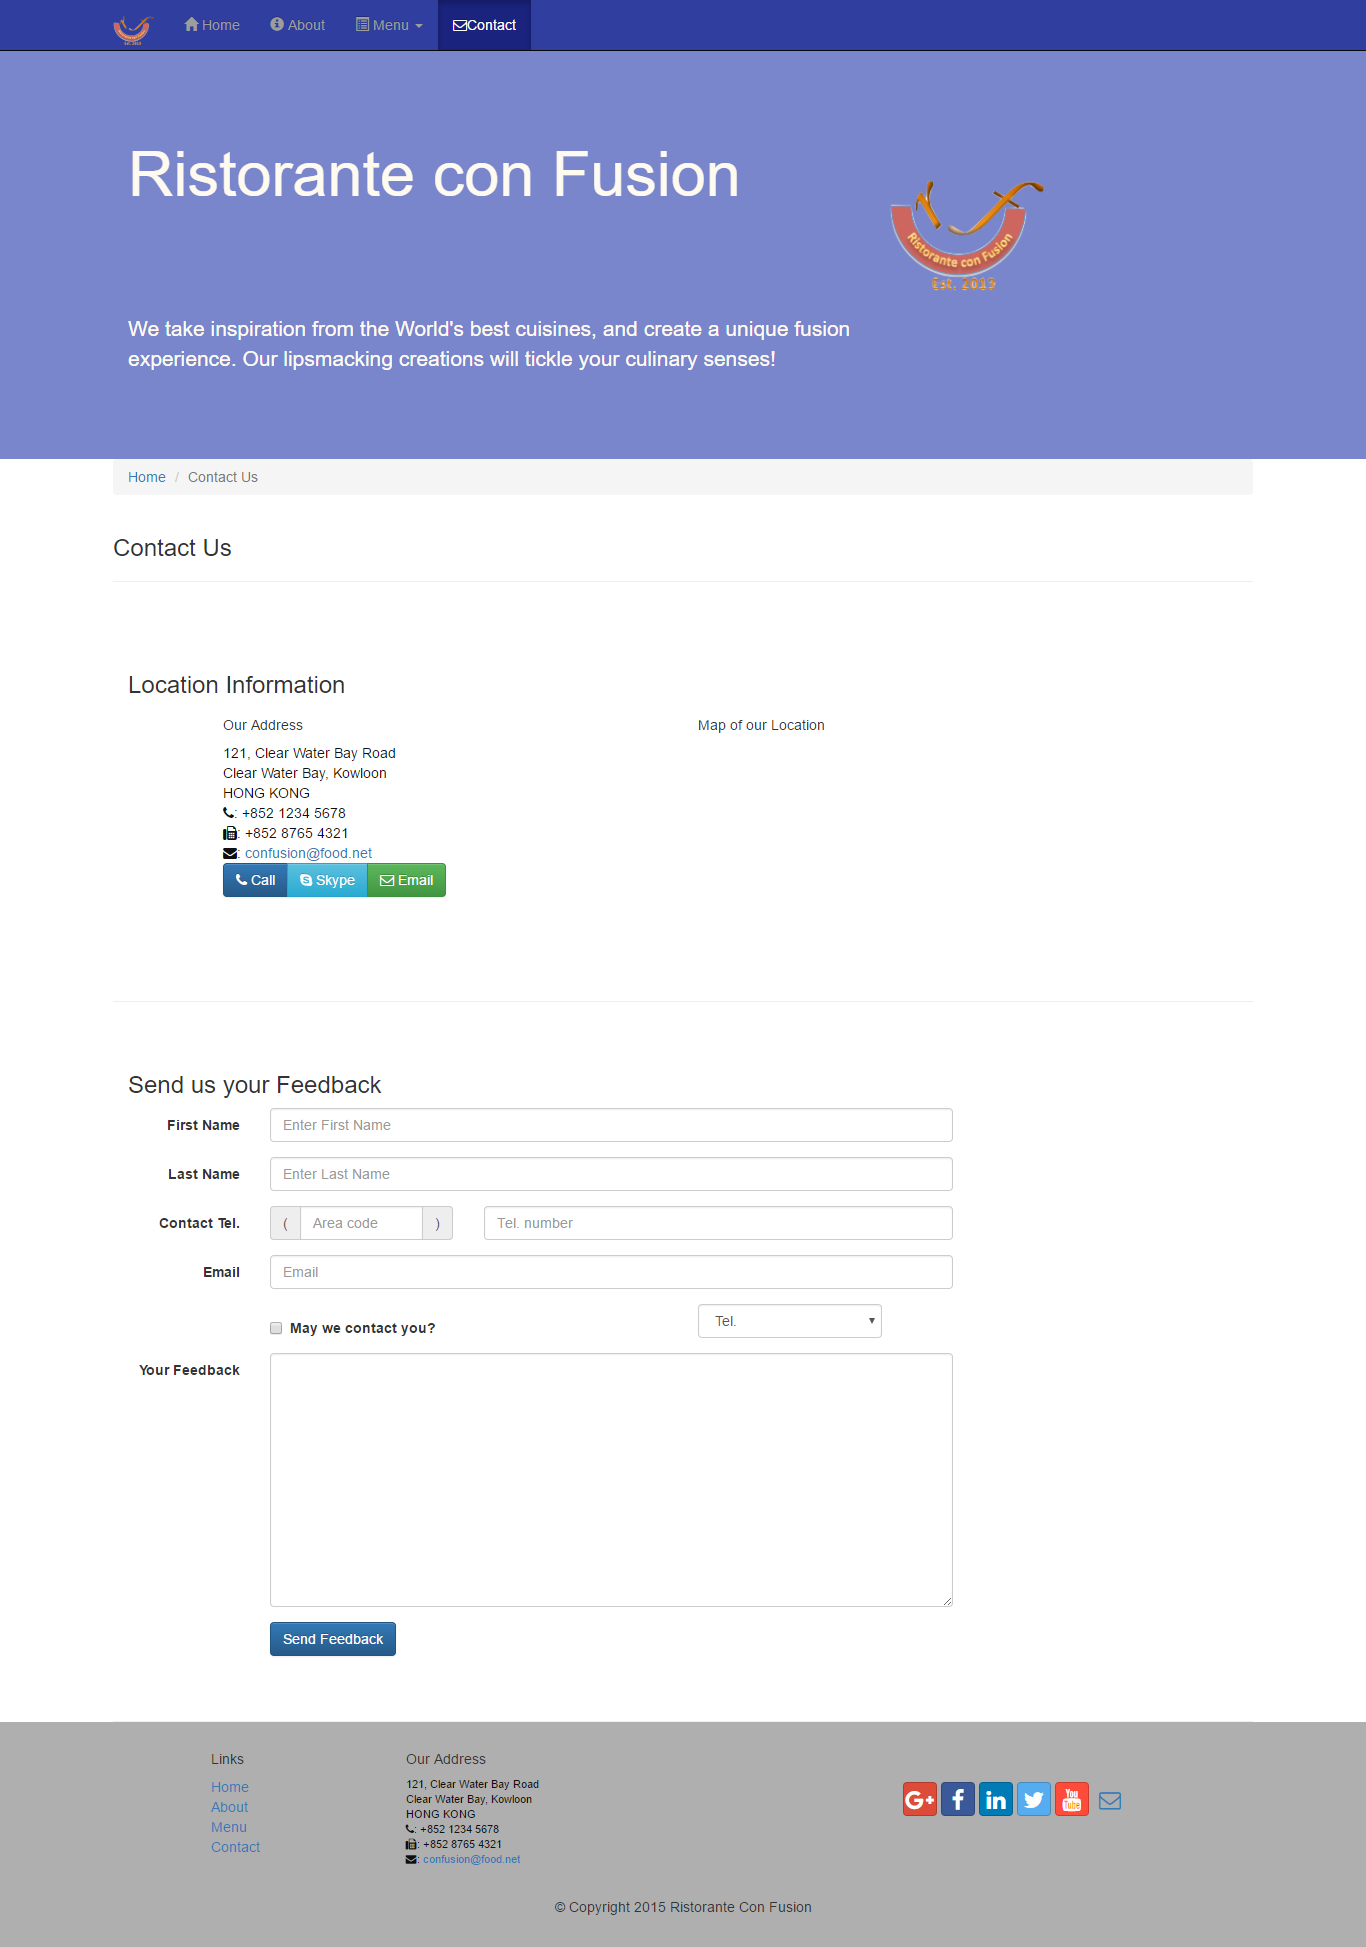 Home
About
Menu
Contact
Ristorante con Fusion
Ristorante con Fusion
Est. 2015
We take inspiration from the World's best cuisines, and create a unique fusion
experience. Our lipsmacking creations will tickle your culinary senses!
Home / Contact Us
Contact Us
Location Information
Our Address
121, Clear Water Bay Road
Clear Water Bay, Kowloon
HONG KONG
: +852 1234 5678
: +852 8765 4321
: confusion@food.net
Call
Skype
Email
Map of our Location
Send us your Feedback
First Name
Enter First Name
Last Name
Enter Last Name
Contact Tel.
( Area code )
Tel. number
Email
Email
May we contact you?
Tel.
Your Feedback
Send Feedback
Links
Home
About
Menu
Contact
Our Address
121, Clear Water Bay Road
Clear Water Bay, Kowloon
HONG KONG
: +852 1234 5678
: +852 8765 4321
: confusion@food.net
G+
f
in
You
Tube
© Copyright 2015 Ristorante Con Fusion